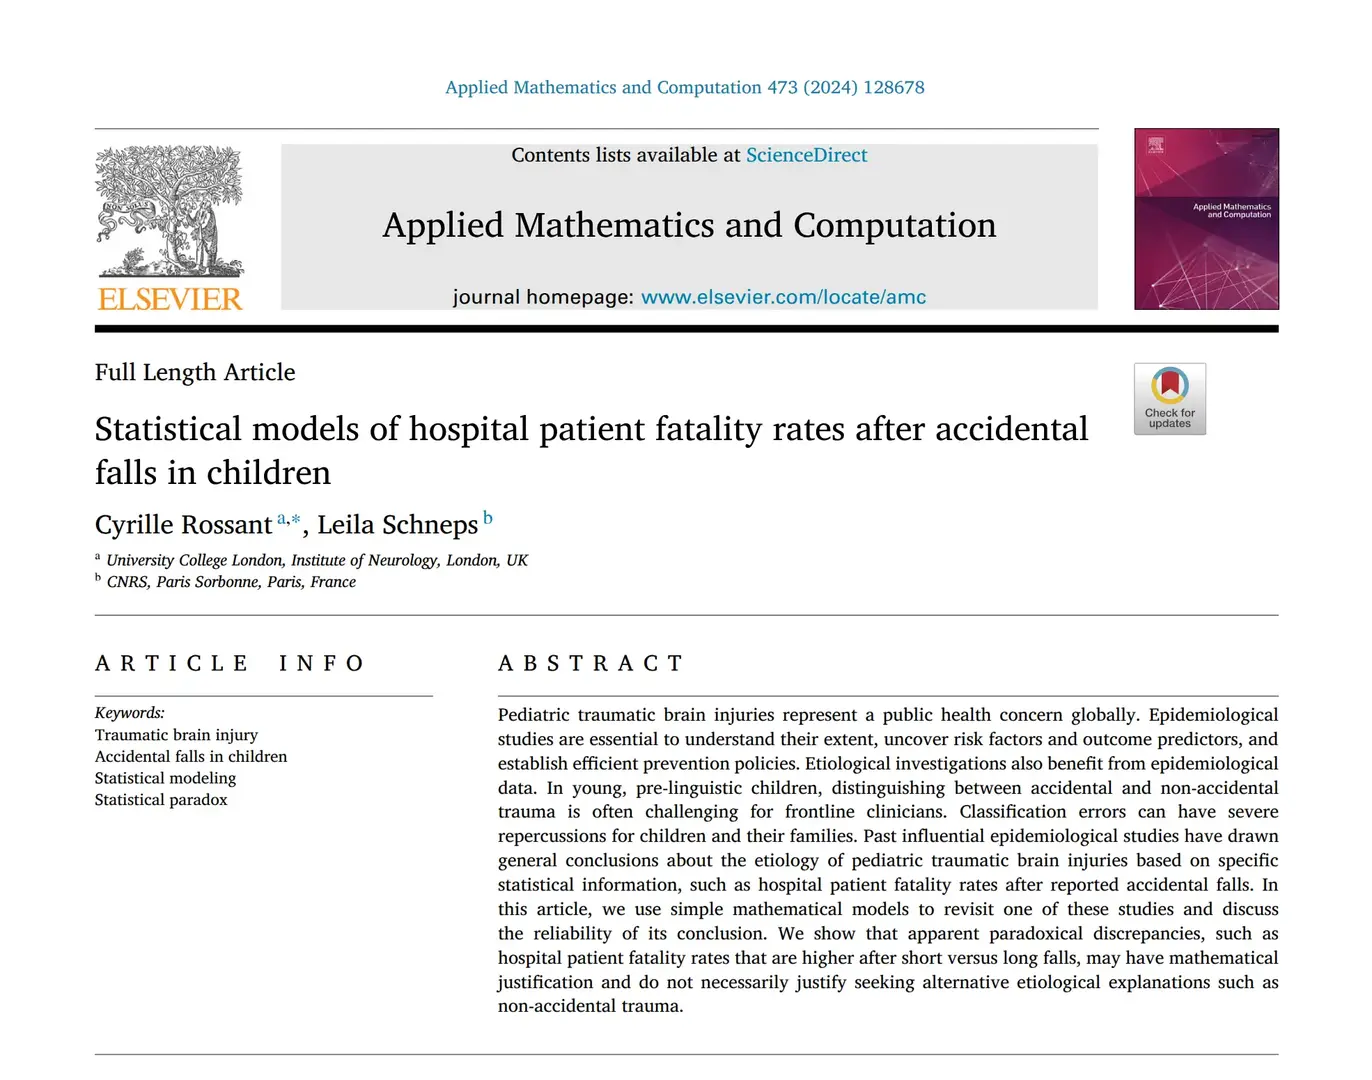 Applied Mathematics and Computation 473 (2024) 128678
Contents lists available at ScienceDirect
Applied Mathematics and Computation
journal homepage: www.elsevier.com/locate/amc
NON SOLUS
ELSEVIER
ELSEVIER
Applied Mathematics
and Computation
Full Length Article
Check for
updates
Statistical models of hospital patient fatality rates after accidental
falls in children
Cyrille Rossant a,*, Leila Schneps b
a University College London, Institute of Neurology, London, UK
b CNRS, Paris Sorbonne, Paris, France
ARTICLE INFO
Keywords:
Traumatic brain injury
Accidental falls in children
Statistical modeling
Statistical paradox
ABSTRACT
Pediatric traumatic brain injuries represent a public health concern globally. Epidemiological
studies are essential to understand their extent, uncover risk factors and outcome predictors, and
establish efficient prevention policies. Etiological investigations also benefit from epidemiological
data. In young, pre-linguistic children, distinguishing between accidental and non-accidental
trauma is often challenging for frontline clinicians. Classification errors can have severe
repercussions for children and their families. Past influential epidemiological studies have drawn
general conclusions about the etiology of pediatric traumatic brain injuries based on specific
statistical information, such as hospital patient fatality rates after reported accidental falls. In
this article, we use simple mathematical models to revisit one of these studies and discuss
the reliability of its conclusion. We show that apparent paradoxical discrepancies, such as
hospital patient fatality rates that are higher after short versus long falls, may have mathematical
justification and do not necessarily justify seeking alternative etiological explanations such as
non-accidental trauma.